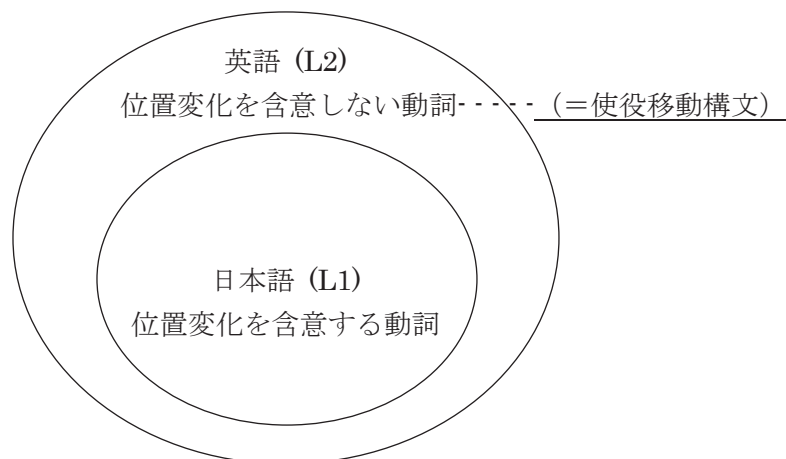 英語 (L2)
位置変化を含意しない動詞- - - - - (=使役移動構文)
日本語 (L1)
位置変化を含意する動詞